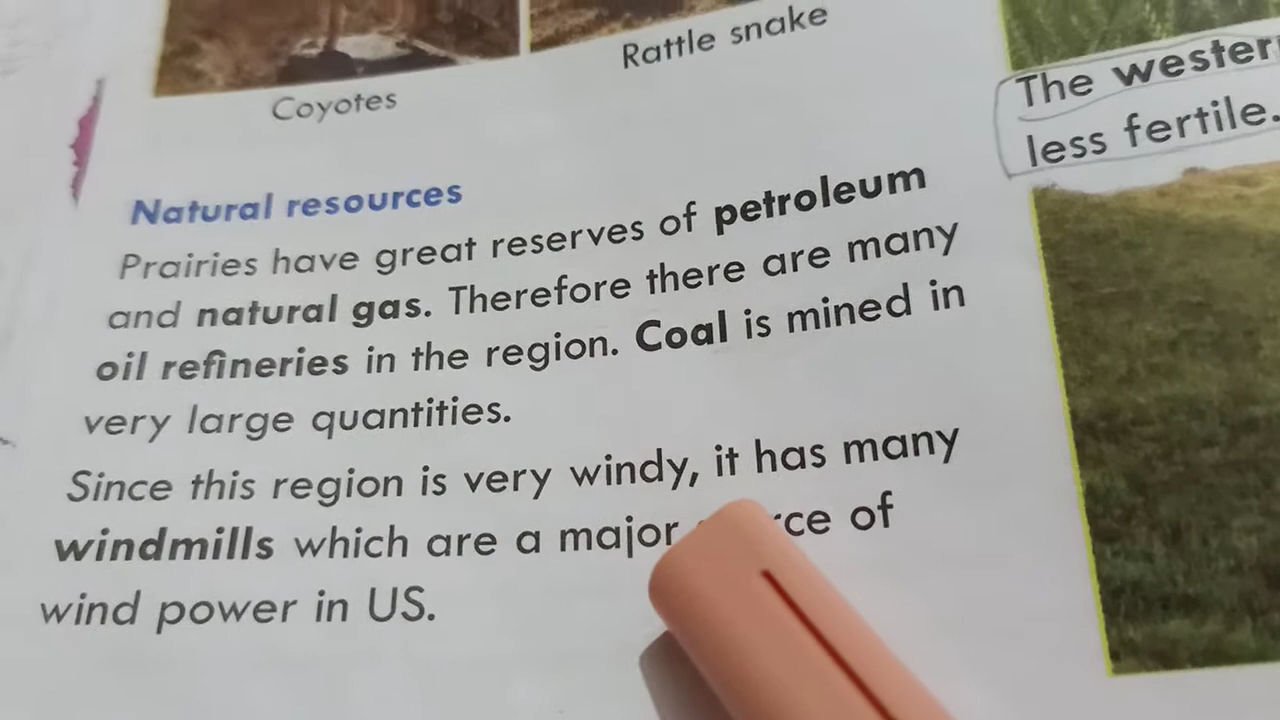 Coyotes
Rattle snake
Natural resources
Prairies have great reserves of petroleum
and natural gas. Therefore there are many
oil refineries in the region. Coal is mined in
very large quantities.
Since this region is very windy, it has many
windmills which are a major of
wind power in US.
The
less fertile.